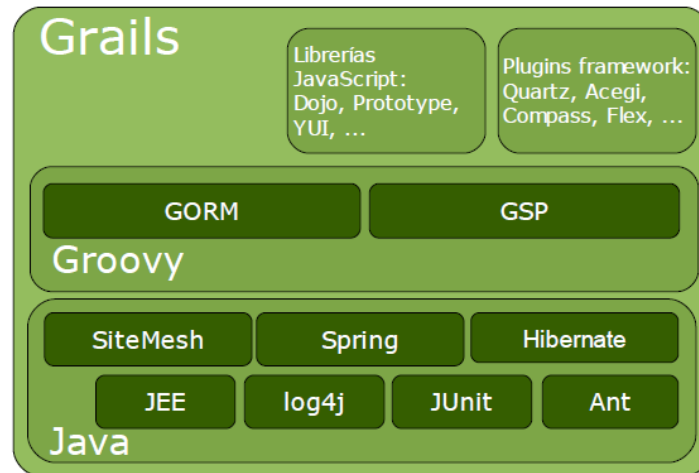 Grails
Librerías
JavaScript:
Dojo, Prototype,
YUI, ...
Plugins framework:
Quartz, Acegi,
Compass, Flex, ...
GORM
GSP
Groovy
SiteMesh
Spring
Hibernate
JEE
log4j
JUnit
Ant
Java